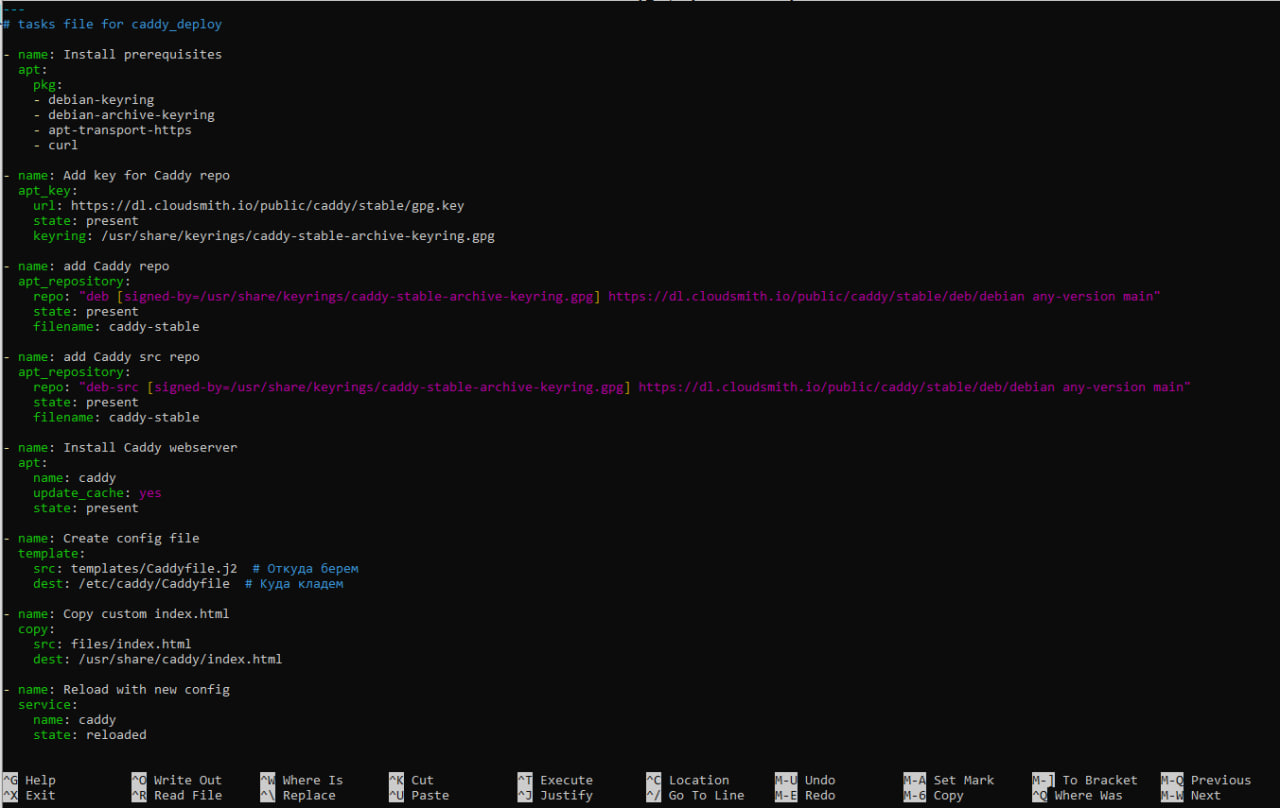 ---
# tasks file for caddy_deploy

- name: Install prerequisites
  apt:
    pkg:
    - debian-keyring
    - debian-archive-keyring
    - apt-transport-https
    - curl

- name: Add key for Caddy repo
  apt_key:
    url: https://dl.cloudsmith.io/public/caddy/stable/gpg.key
    state: present
    keyring: /usr/share/keyrings/caddy-stable-archive-keyring.gpg

- name: add Caddy repo
  apt_repository:
    repo: "deb [signed-by=/usr/share/keyrings/caddy-stable-archive-keyring.gpg] https://dl.cloudsmith.io/public/caddy/stable/deb/debian any-version main"
    state: present
    filename: caddy-stable

- name: add Caddy src repo
  apt_repository:
    repo: "deb-src [signed-by=/usr/share/keyrings/caddy-stable-archive-keyring.gpg] https://dl.cloudsmith.io/public/caddy/stable/deb/debian any-version main"
    state: present
    filename: caddy-stable

- name: Install Caddy webserver
  apt:
    name: caddy
    update_cache: yes
    state: present

- name: Create config file
  template:
    src: templates/Caddyfile.j2  # Откуда берем
    dest: /etc/caddy/Caddyfile  # Куда кладем

- name: Copy custom index.html
  copy:
    src: files/index.html
    dest: /usr/share/caddy/index.html

- name: Reload with new config
  service:
    name: caddy
    state: reloaded

^G Help ^O Write Out ^W Where Is ^K Cut ^T Execute ^C Location M-U Undo M-A Set Mark M-] To Bracket M-Q Previous
^X Exit ^R Read File ^\ Replace ^U Paste ^J Justify ^/ Go To Line M-E Redo M-6 Copy ^Q Where Was M-W Next